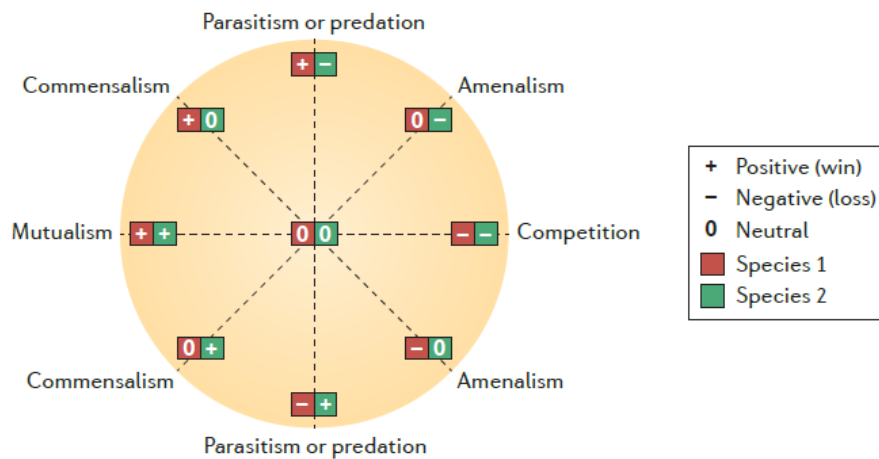 Parasitism or predation
+ −
Commensalism
Amenalism
+ 0
0 −
Mutualism
+ +
0 0
− −
Competition
0 +
− 0
Commensalism
Amenalism
− +
Parasitism or predation
+ Positive (win)
− Negative (loss)
0 Neutral
Species 1
Species 2